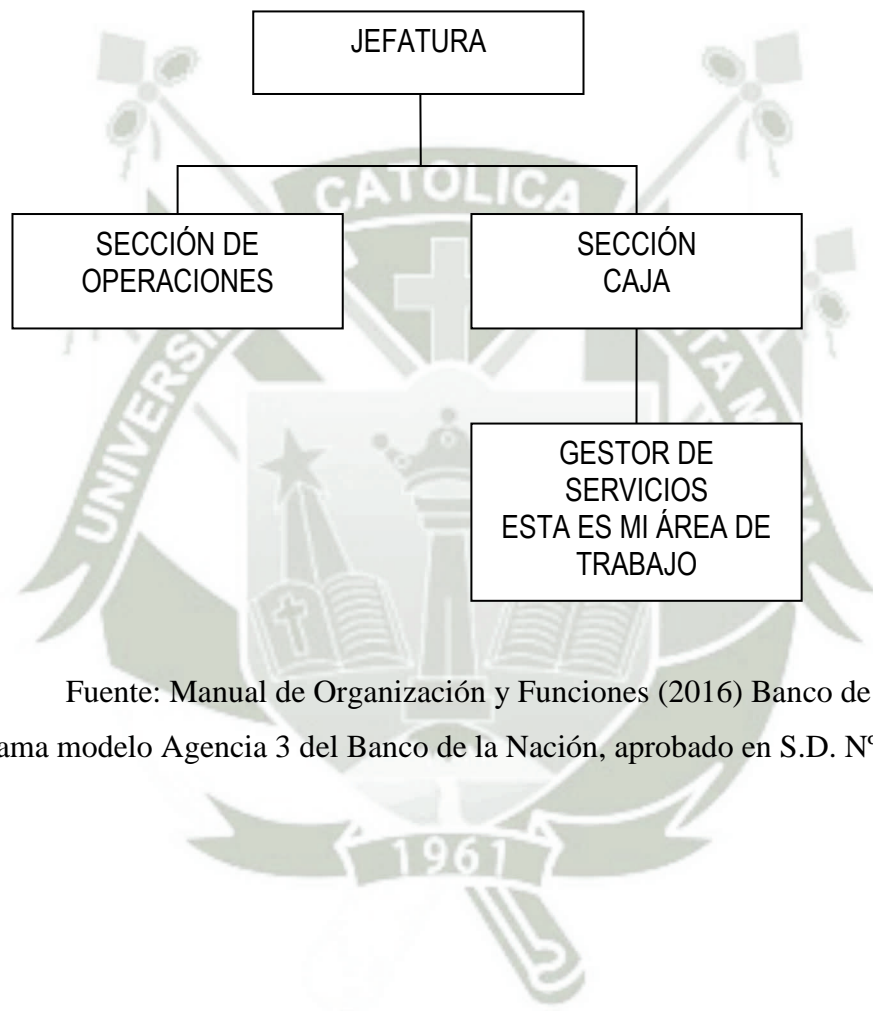 JEFATURA
SECCIÓN DE
OPERACIONES
SECCIÓN
CAJA
GESTOR DE
SERVICIOS
ESTA ES MI ÁREA DE
TRABAJO
CATOLICA
1961
Fuente: Manual de Organización y Funciones (2016) Banco de
modelo Agencia 3 del Banco de la Nación, aprobado en S.D. Nº